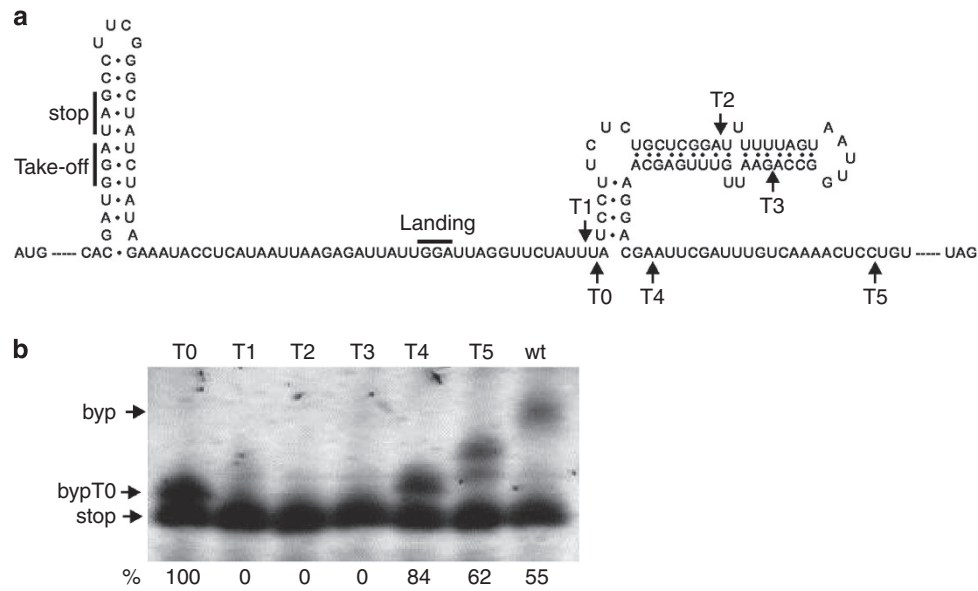 a
U C
U G
C • G
C • G
stop G • C
A • U
U • A
Take-off A • U
G • C
G • U
U • A
A • U
G A
AUG ----- CAC • GAAAUACCUCAUAAUUAAGAGAUUAUUGGAUUAGGUUCUAUUUA CGAAUUCGAUUUGUCAAAACUCCUGU ----- UAG
Landing
T1
T0
T4
T5
T2
U C U A
C UGCUCGGAU UUUUAGU A
U ACGAGUUUG AAGACCG U
UU G U
T3
U • A
C • G
C • G
U • A
b
T0 T1 T2 T3 T4 T5 wt
byp
bypT0
stop
% 100 0 0 0 84 62 55